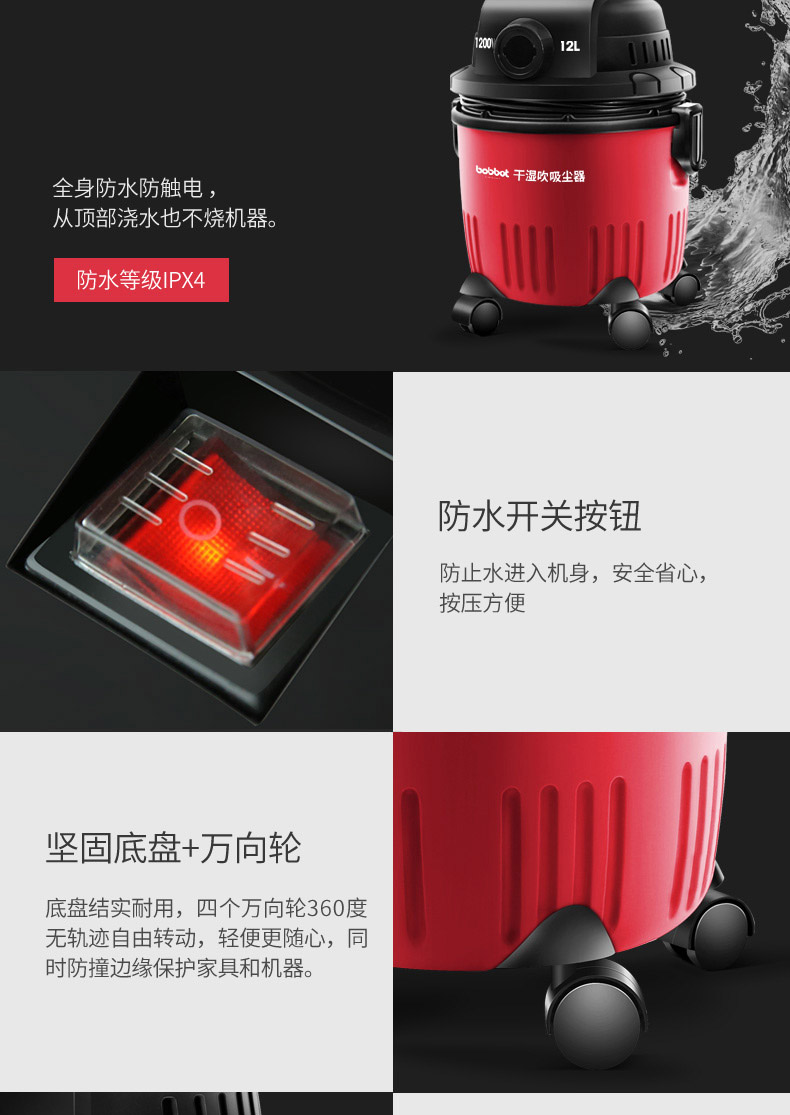 1200W
12L
bobbot 干湿吹吸尘器
全身防水防触电，
从顶部浇水也不烧机器。
防水等级IPX4
防水开关按钮
防止水进入机身，安全省心，
按压方便
坚固底盘+万向轮
底盘结实耐用，四个万向轮360度
无轨迹自由转动，轻便更随心，同
时防撞边缘保护家具和机器。